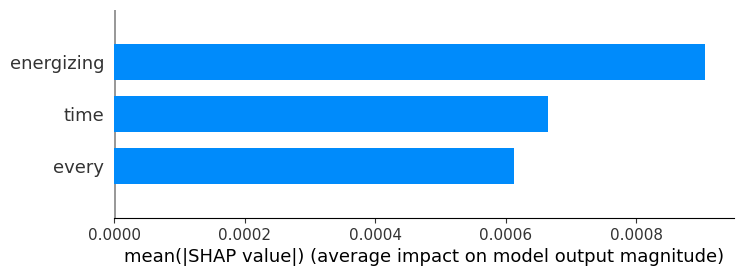 energizing
time
every
0.0000 0.0002 0.0004 0.0006 0.0008
mean(|SHAP value|) (average impact on model output magnitude)